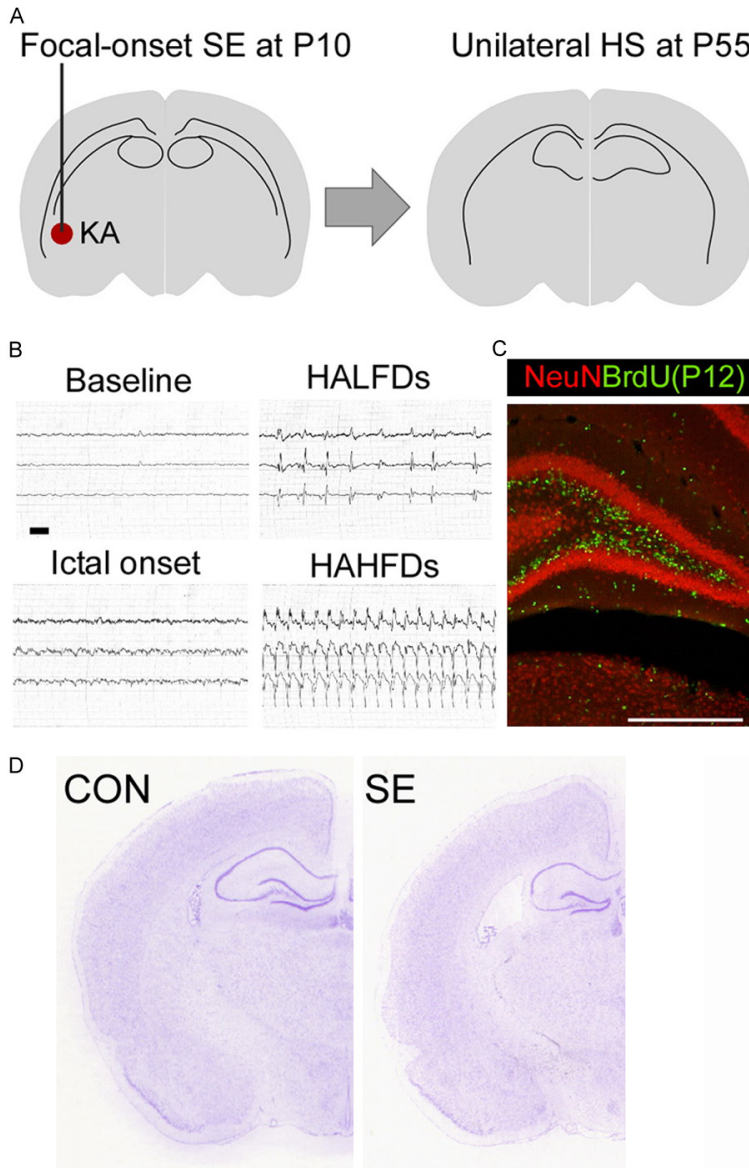 A
Focal-onset SE at P10
Unilateral HS at P55
KA
B
Baseline
HALFDs
Ictal onset
HAHFDs
C
NeuNBrdU(P12)
D
CON
SE